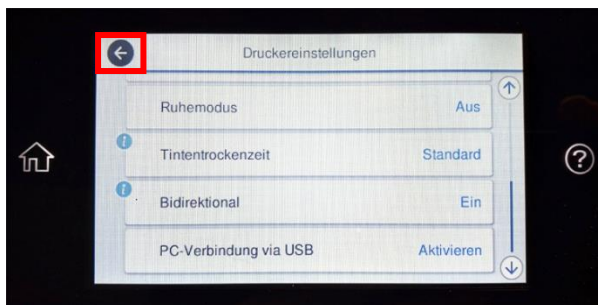 Druckereinstellungen
Ruhemodus Aus
Tintentrockenzeit Standard
Bidirektional Ein
PC-Verbindung via USB Aktivieren